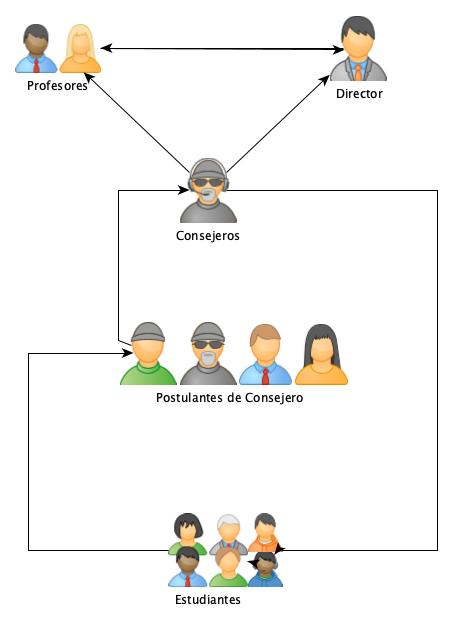 Profesores
Director
Consejeros
Postulantes de Consejero
Estudiantes